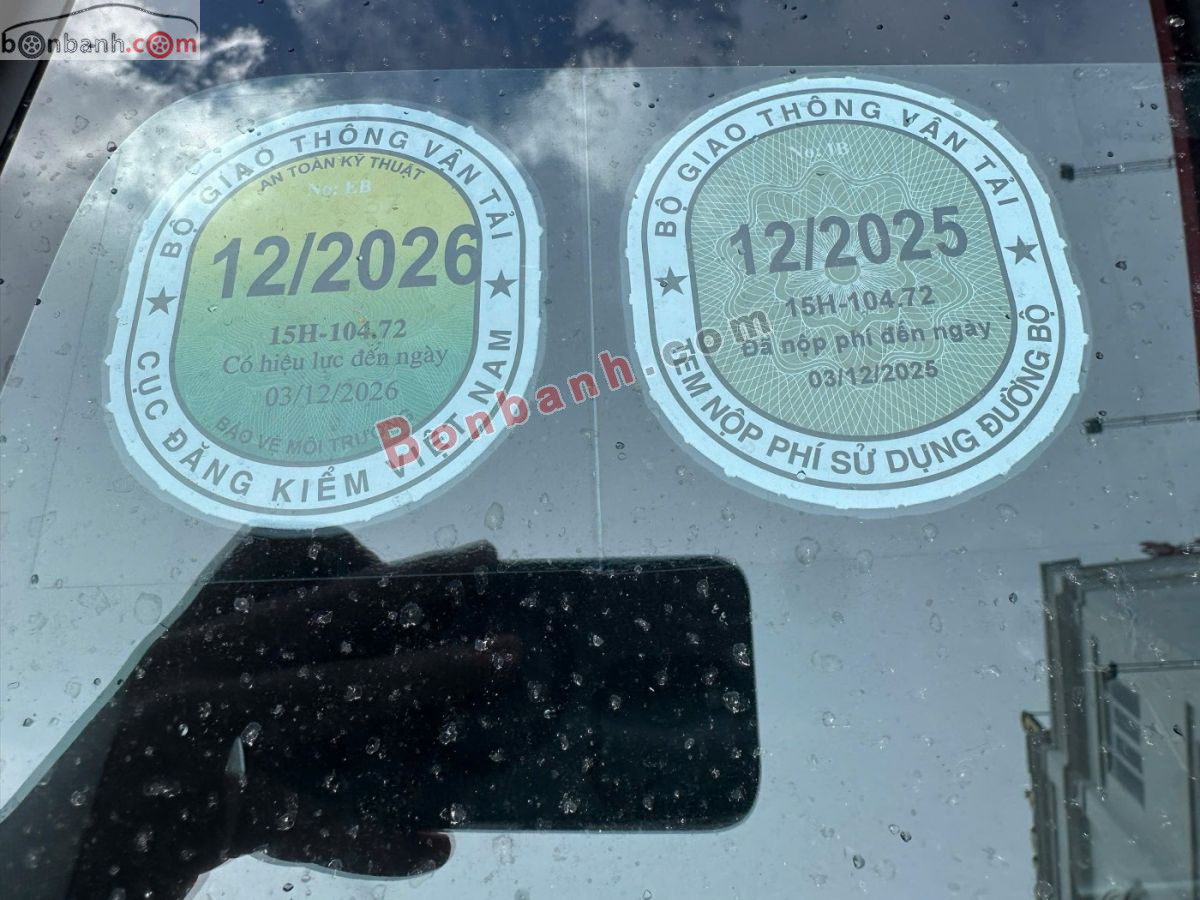 bonbanh.com
BỘ GIAO THÔNG VẬN TẢI
AN TOÀN KỸ THUẬT
No: EB
12/2026
15H-104.72
Có hiệu lực đến ngày
03/12/2026
BẢO VỆ MÔI TRƯỜNG
CỤC ĐĂNG KIỂM VIỆT NAM
BỘ GIAO THÔNG VẬN TẢI
No: IB
12/2025
15H-104.72
Đã nộp phí đến ngày
03/12/2025
TEM NỘP PHÍ SỬ DỤNG ĐƯỜNG BỘ
Bonbanh.com